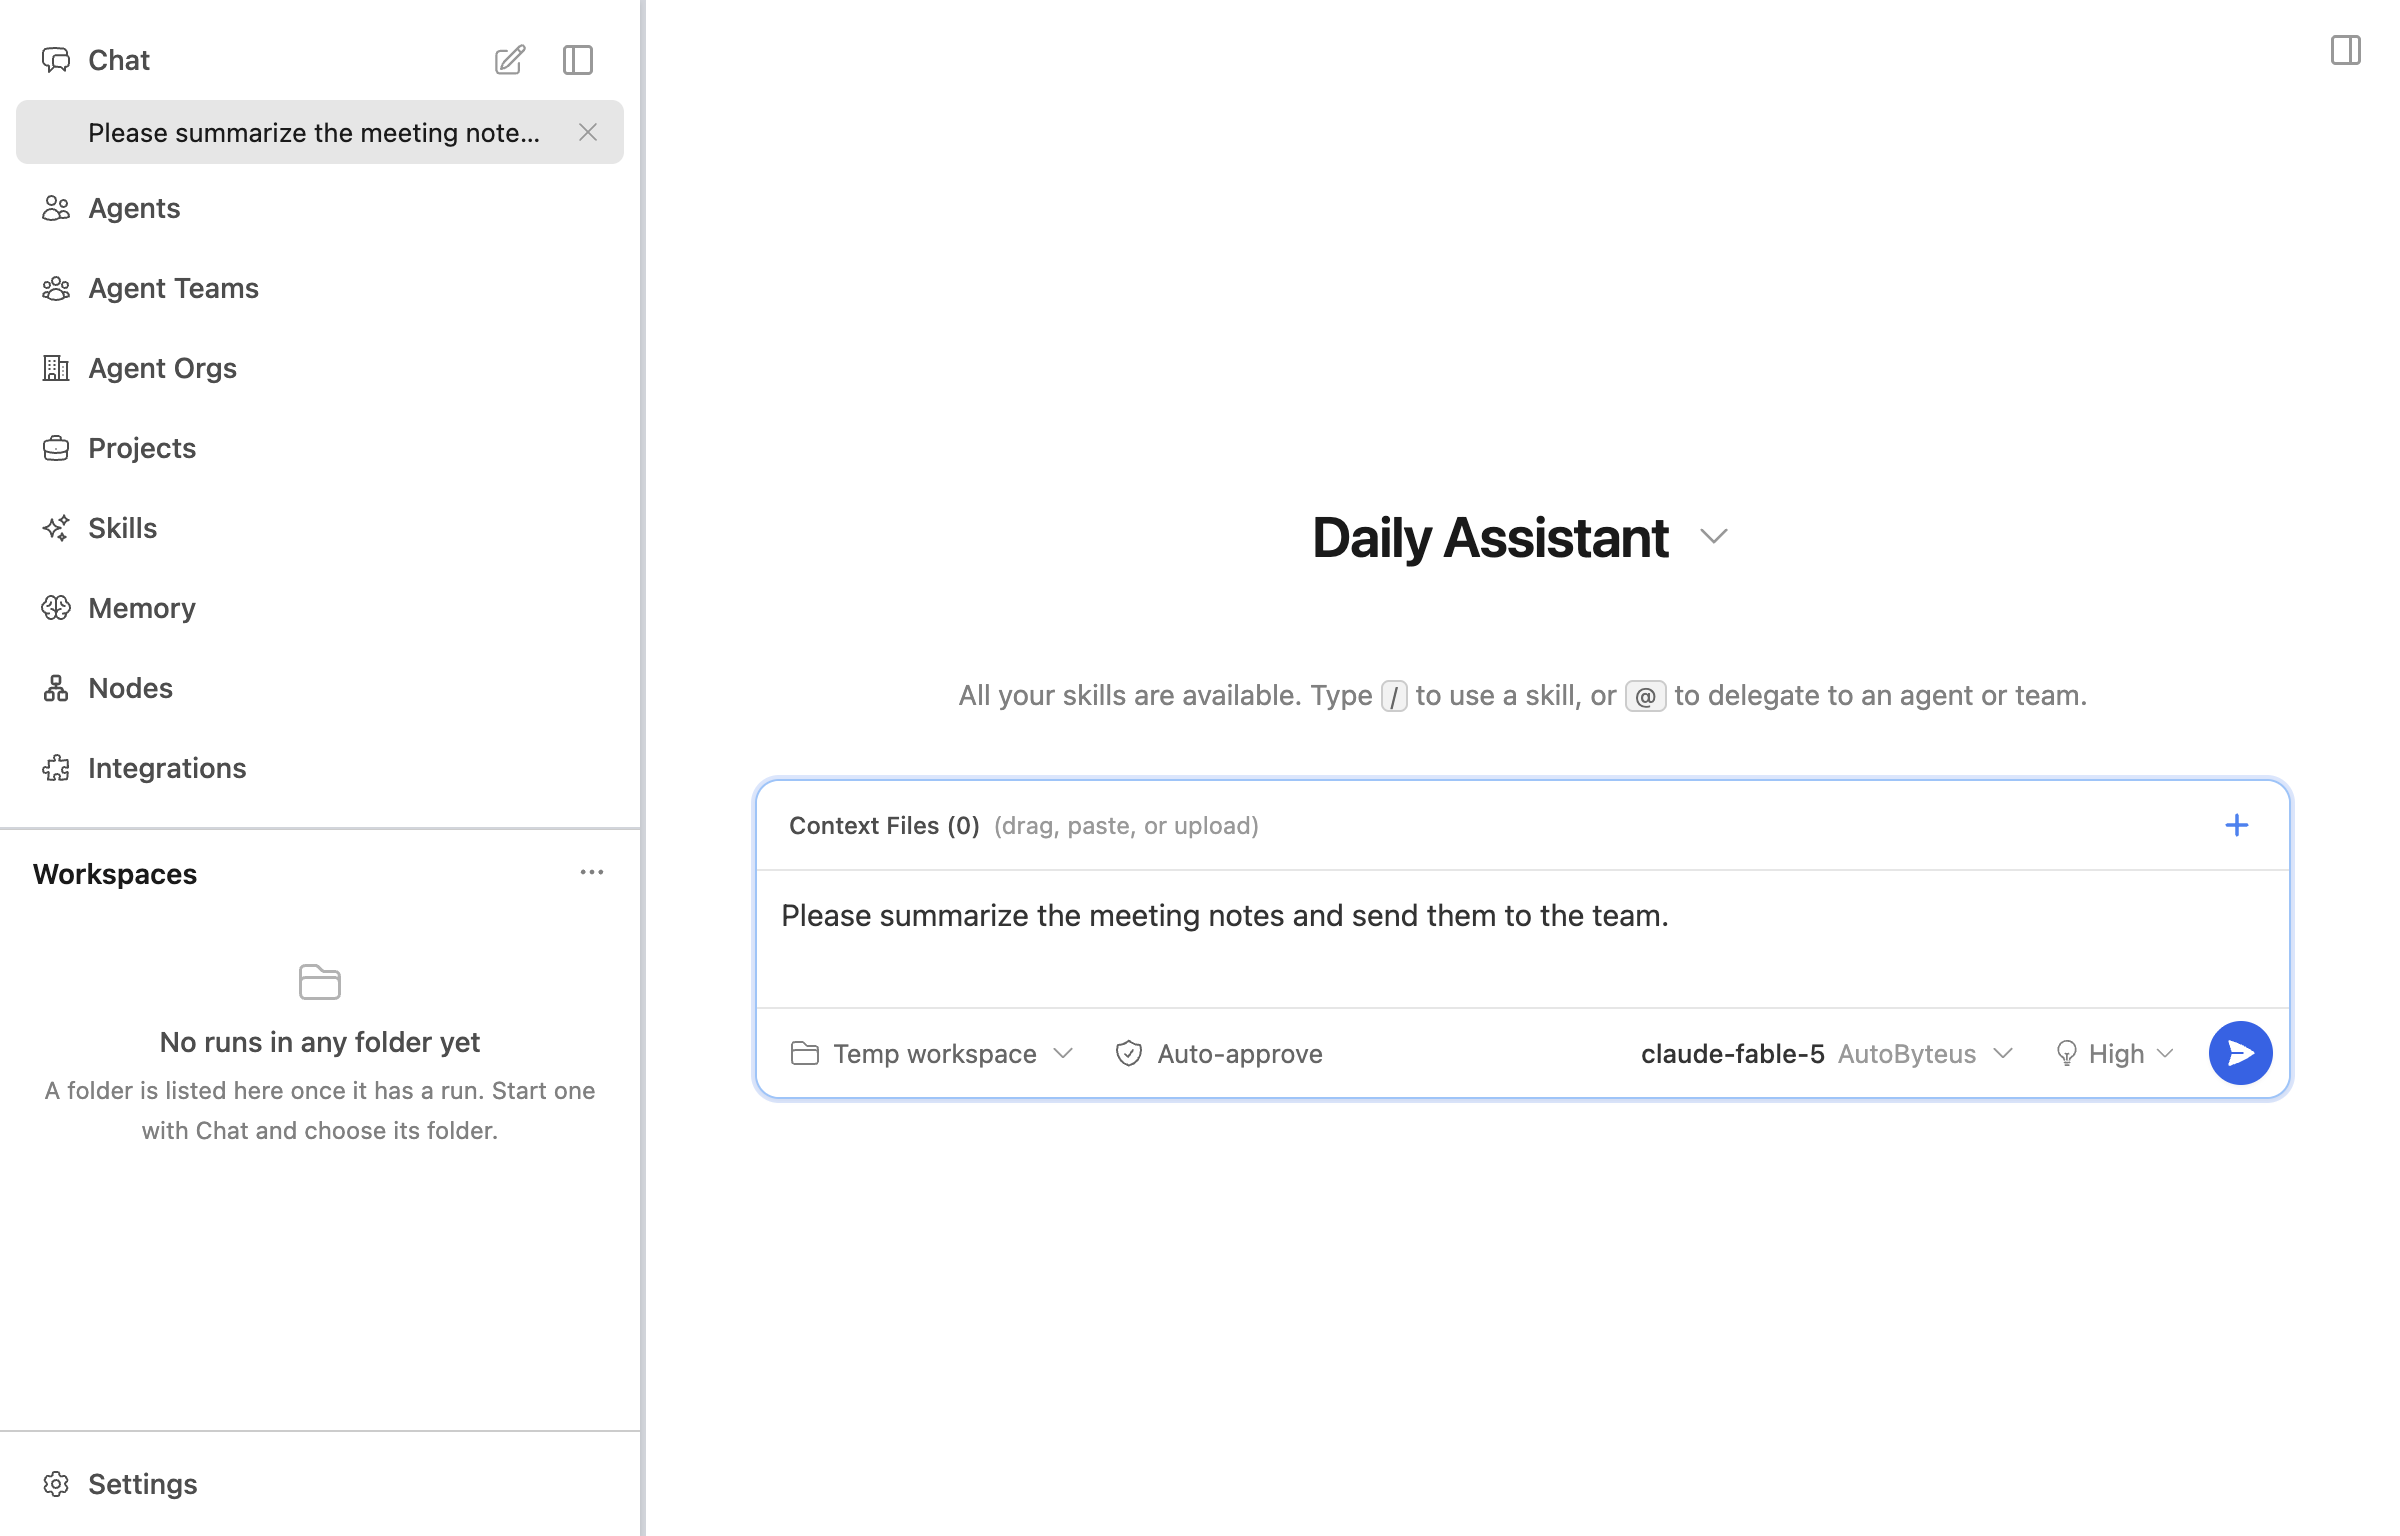 Chat
Please summarize the meeting note...
Agents
Agent Teams
Agent Orgs
Projects
Skills
Memory
Nodes
Integrations
Workspaces
No runs in any folder yet
A folder is listed here once it has a run. Start one
with Chat and choose its folder.
Settings
Daily Assistant
All your skills are available. Type / to use a skill, or @ to delegate to an agent or team.
Context Files (0) (drag, paste, or upload)
Please summarize the meeting notes and send them to the team.
Temp workspace Auto-approve claude-fable-5 AutoByteus High